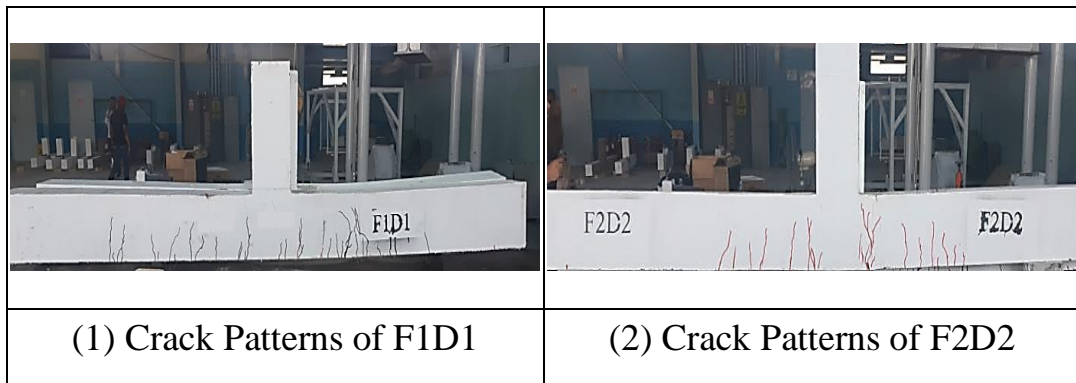 F1D1
F2D2
F2D2
(1) Crack Patterns of F1D1
(2) Crack Patterns of F2D2